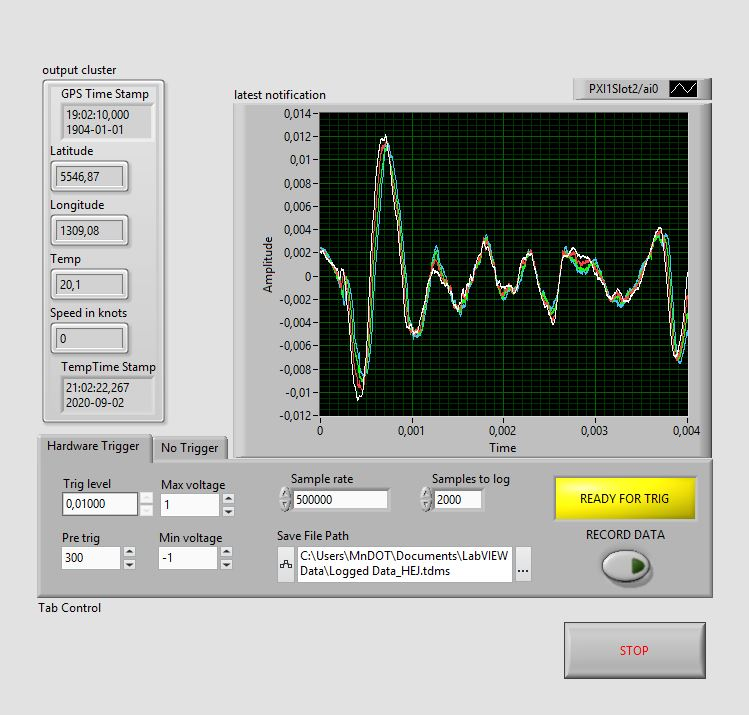 output cluster
GPS Time Stamp
19:02:10,000
1904-01-01
Latitude
5546,87
Longitude
1309,08
Temp
20,1
Speed in knots
0
TempTime Stamp
21:02:22,267
2020-09-02
latest notification
PXI1Slot2/ai0
Amplitude
0,014
0,012
0,01
0,008
0,006
0,004
0,002
0
-0,002
-0,004
-0,006
-0,008
-0,01
-0,012
0
0,001
0,002
0,003
0,004
Time
Hardware Trigger
No Trigger
Trig level
0,01000
Max voltage
1
Sample rate
500000
Samples to log
2000
READY FOR TRIG
Pre trig
300
Min voltage
-1
Save File Path
C:\Users\MnDOT\Documents\LabVIEW
Data\Logged Data_HEJ.tdms
...
RECORD DATA
Tab Control
STOP